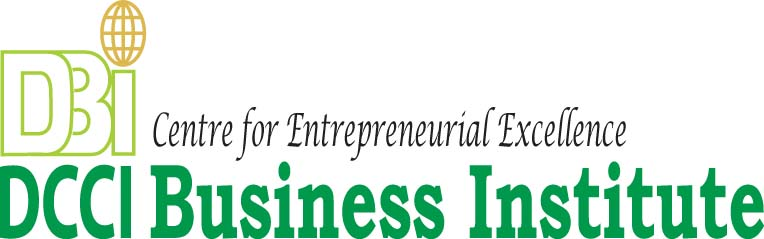 DBi
Centre for Entrepreneurial Excellence
DCCI Business Institute